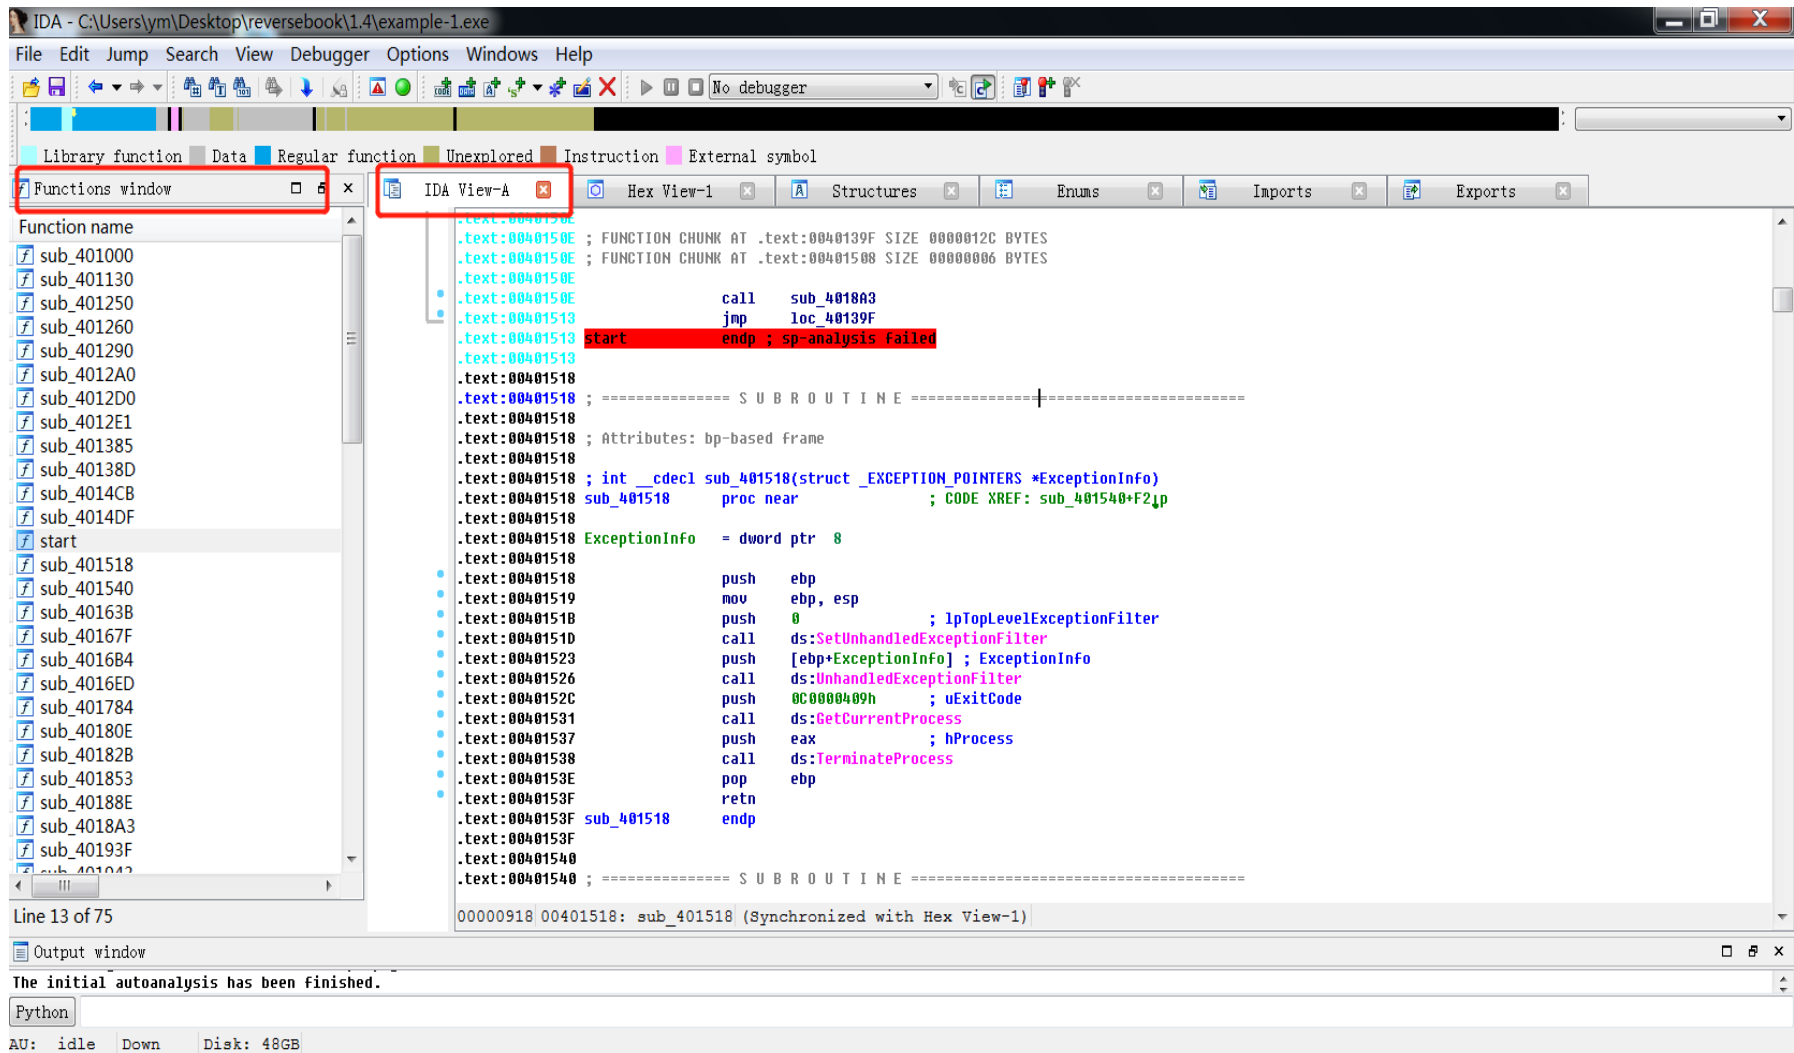 IDA - C:\Users\ym\Desktop\reversebook\1.4\example-1.exe
File Edit Jump Search View Debugger Options Windows Help
No debugger
Library function Data Regular function Unexplored Instruction External symbol
Functions window
IDA View-A Hex View-1 Structures Enums Imports Exports
Function name
sub_401000
sub_401130
sub_401250
sub_401260
sub_401290
sub_4012A0
sub_4012D0
sub_4012E1
sub_401385
sub_40138D
sub_4014CB
sub_4014DF
start
sub_401518
sub_401540
sub_40163B
sub_40167F
sub_4016B4
sub_4016ED
sub_401784
sub_40180E
sub_40182B
sub_401853
sub_40188E
sub_4018A3
sub_40193F
Line 13 of 75
.text:0040150E
.text:0040150E ; FUNCTION CHUNK AT .text:0040139F SIZE 0000012C BYTES
.text:0040150E ; FUNCTION CHUNK AT .text:00401508 SIZE 00000006 BYTES
.text:0040150E
.text:0040150E call sub_4018A3
.text:00401513 jmp loc_40139F
.text:00401513 start endp ; sp-analysis failed
.text:00401513
.text:00401518
.text:00401518 ; =============== S U B R O U T I N E =======================================
.text:00401518
.text:00401518 ; Attributes: bp-based frame
.text:00401518
.text:00401518 ; int __cdecl sub_401518(struct _EXCEPTION_POINTERS *ExceptionInfo)
.text:00401518 sub_401518 proc near ; CODE XREF: sub_401540+F2↓p
.text:00401518
.text:00401518 ExceptionInfo = dword ptr 8
.text:00401518
.text:00401518 push ebp
.text:00401519 mov ebp, esp
.text:0040151B push 0 ; lpTopLevelExceptionFilter
.text:0040151D call ds:SetUnhandledExceptionFilter
.text:00401523 push [ebp+ExceptionInfo] ; ExceptionInfo
.text:00401526 call ds:UnhandledExceptionFilter
.text:0040152C push 0C0000409h ; uExitCode
.text:00401531 call ds:GetCurrentProcess
.text:00401537 push eax ; hProcess
.text:00401538 call ds:TerminateProcess
.text:0040153E pop ebp
.text:0040153F retn
.text:0040153F sub_401518 endp
.text:0040153F
.text:00401540
.text:00401540 ; =============== S U B R O U T I N E =======================================
00000918 00401518: sub_401518 (Synchronized with Hex View-1)
Output window
The initial autoanalysis has been finished.
Python
AU: idle Down Disk: 48GB